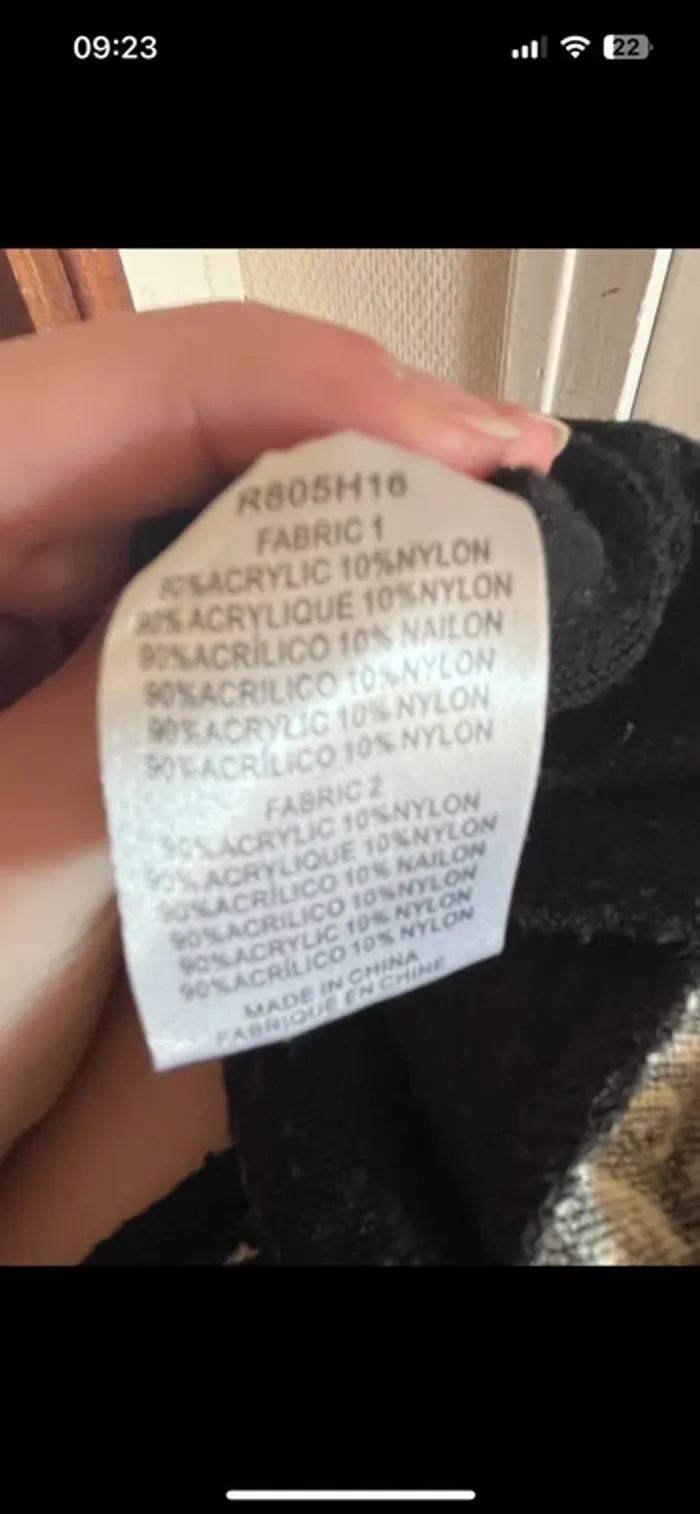 09:23
22
R805H16
FABRIC 1
90%ACRYLIC 10%NYLON
90%ACRYLIQUE 10%NYLON
90%ACRÍLICO 10% NAILON
90%ACRILICO 10%NYLON
90%ACRYLIC 10%NYLON
90%ACRÍLICO 10% NYLON
FABRIC 2
90%ACRYLIC 10%NYLON
90%ACRYLIQUE 10%NYLON
90%ACRÍLICO 10% NAILON
90%ACRILICO 10%NYLON
90%ACRYLIC 10% NYLON
90%ACRÍLICO 10% NYLON
MADE IN CHINA
FABRIQUE EN CHINE